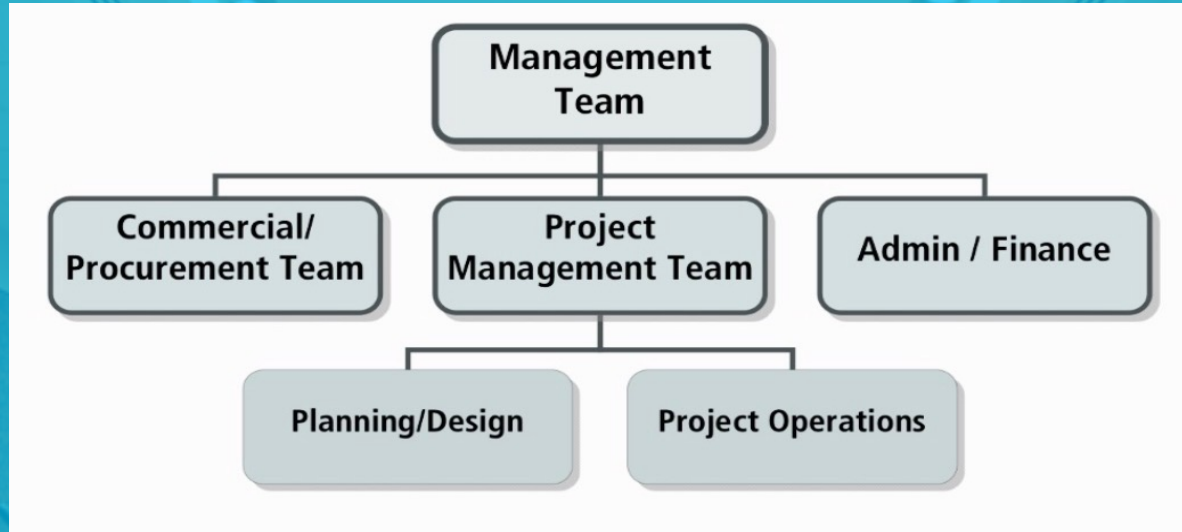 Management
Team
Commercial/
Procurement Team
Project
Management Team
Admin / Finance
Planning/Design
Project Operations